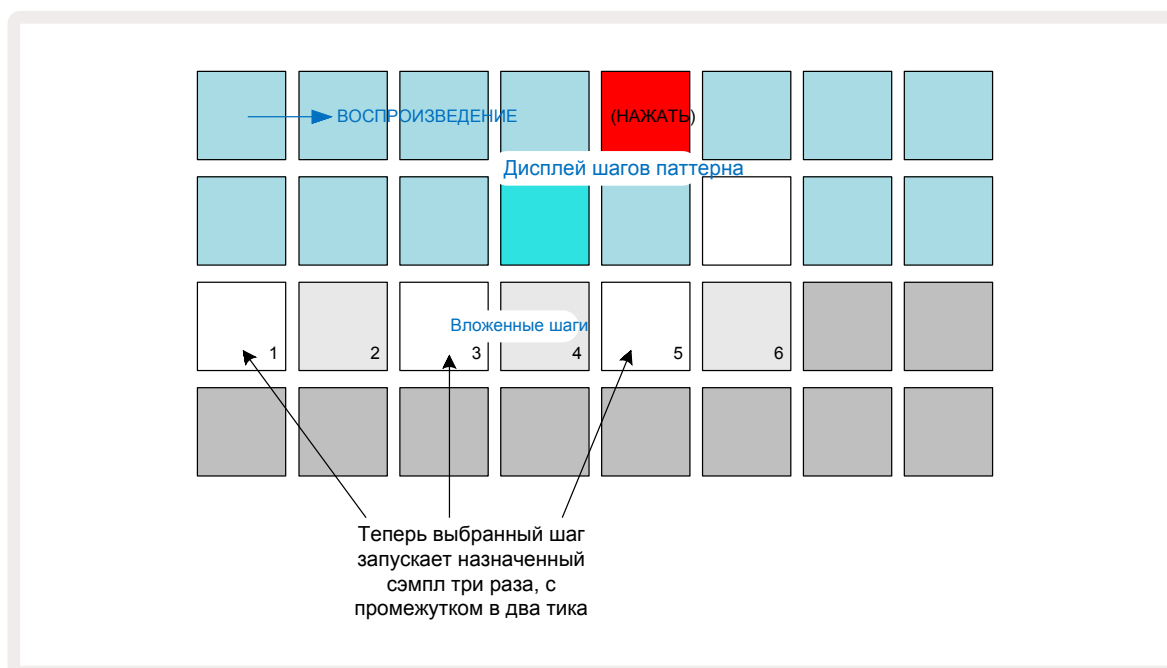 ВОСПРОИЗВЕДЕНИЕ
(НАЖАТЬ)
Дисплей шагов паттерна
Вложенные шаги
1
2
3
4
5
6
Теперь выбранный шаг
запускает назначенный
сэмпл три раза, с
промежутком в два тика